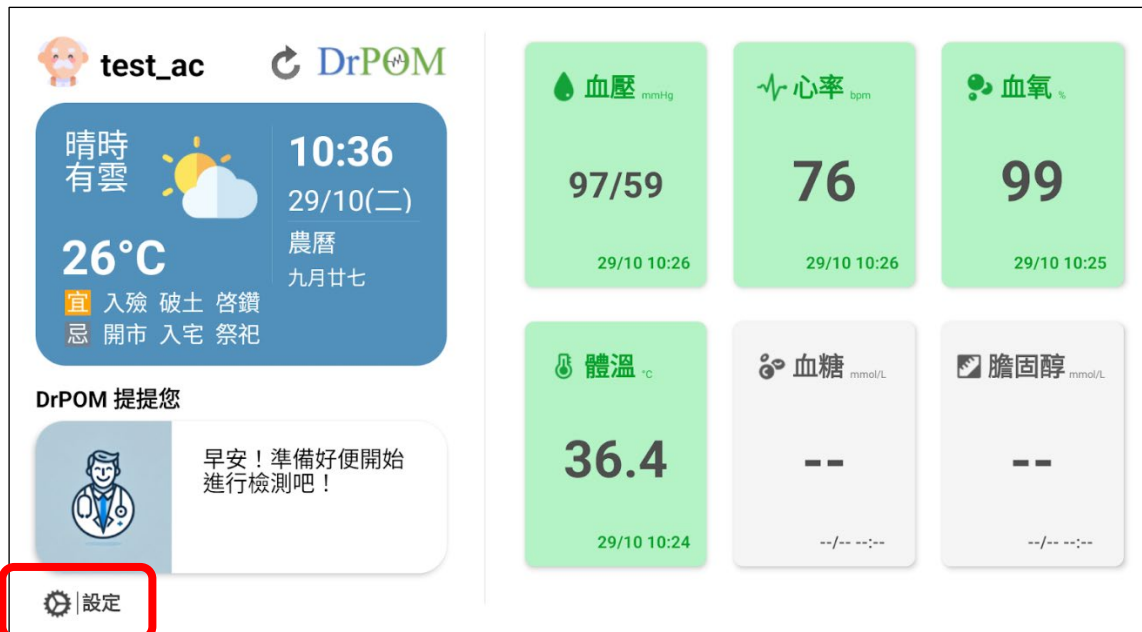 test_ac
DrPOM
晴時
有雲
10:36
29/10(二)
26°C
農曆
九月廿七
宜 入殮 破土 啓鑽
忌 開市 入宅 祭祀
DrPOM 提提您
早安！準備好便開始
進行檢測吧！
設定
血壓 mmHg
97/59
29/10 10:26
心率 bpm
76
29/10 10:26
血氧 %
99
29/10 10:25
體溫 °C
36.4
29/10 10:24
血糖 mmol/L
--
--/-- --:--
膽固醇 mmol/L
--
--/-- --:--